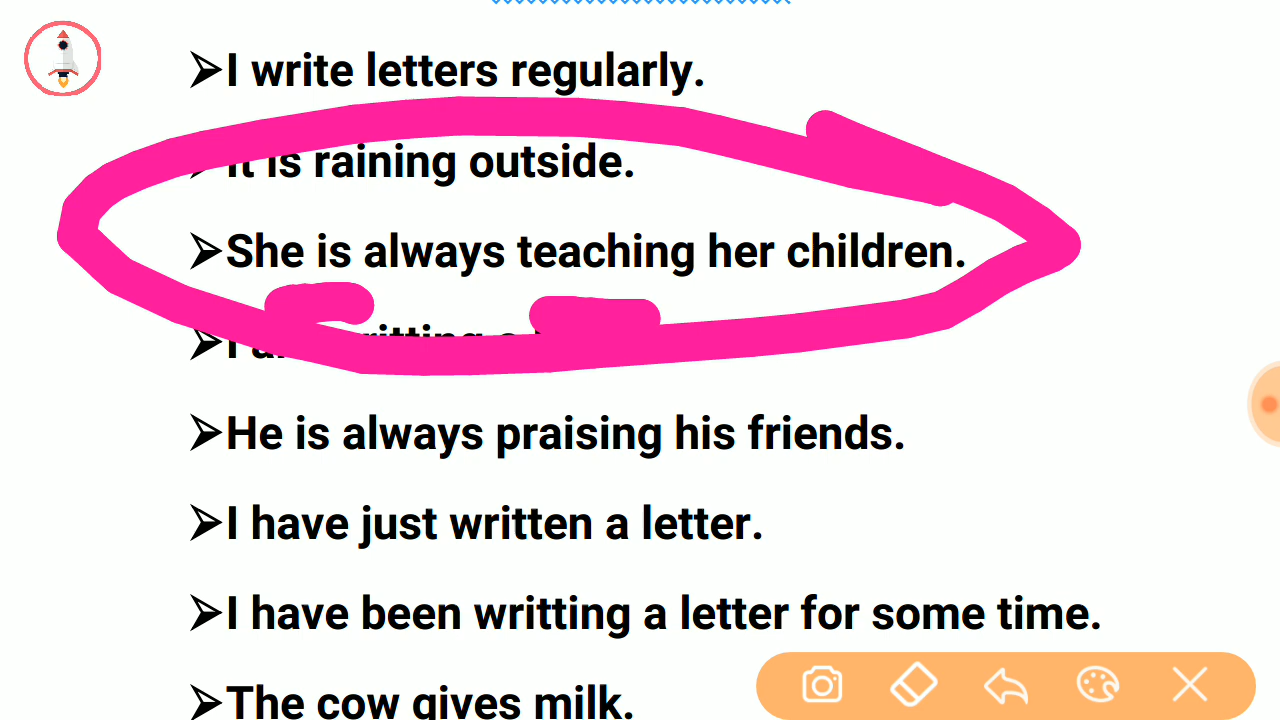 I write letters regularly.
It is raining outside.
She is always teaching her children.
I writting a
He is always praising his friends.
I have just written a letter.
I have been writting a letter for some time.
The cow gives milk.